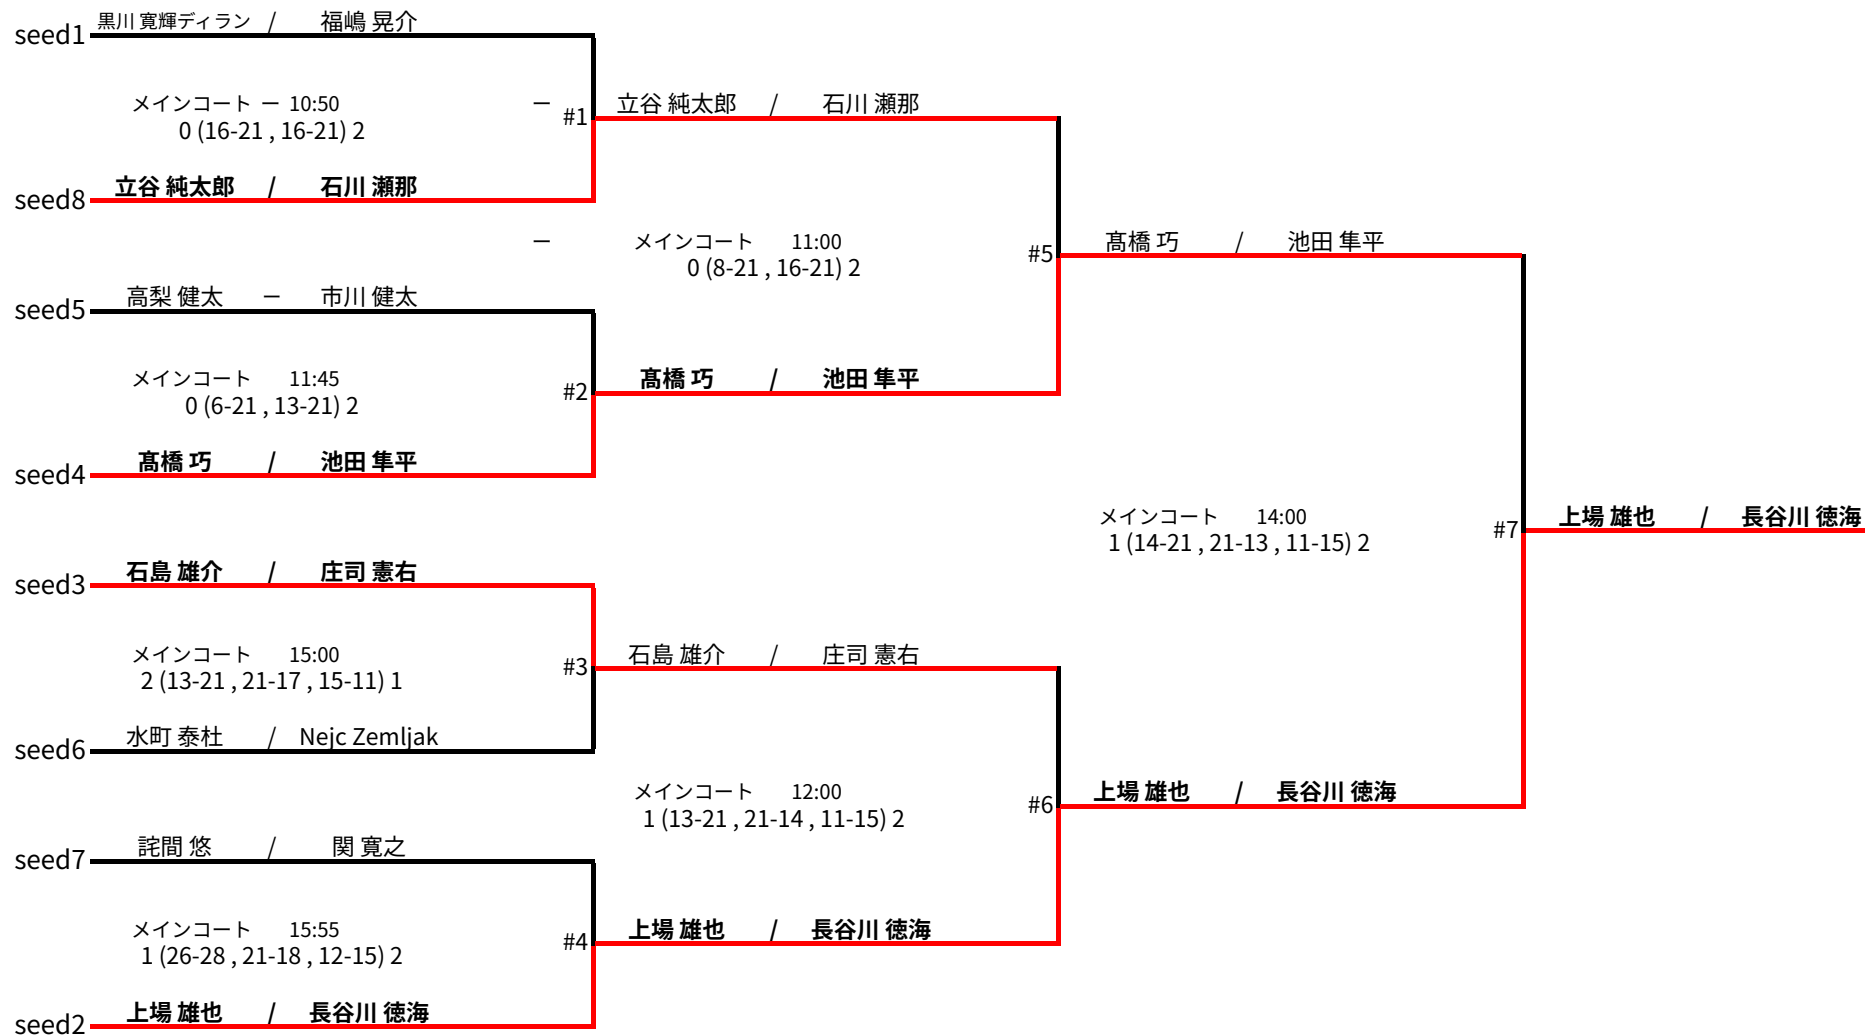 seed1 黒川 寛輝ディラン / 福嶋 晃介
メインコート ー 10:50 ー
#1 立谷 純太郎 / 石川 瀬那
0 (16-21 , 16-21) 2
seed8 立谷 純太郎 / 石川 瀬那
ー メインコート 11:00
#5 髙橋 巧 / 池田 隼平
0 (8-21 , 16-21) 2
seed5 高梨 健太 ー 市川 健太
メインコート 11:45
#2 髙橋 巧 / 池田 隼平
0 (6-21 , 13-21) 2
seed4 髙橋 巧 / 池田 隼平
メインコート 14:00
#7 上場 雄也 / 長谷川 徳海
1 (14-21 , 21-13 , 11-15) 2
seed3 石島 雄介 / 庄司 憲右
メインコート 15:00
#3 石島 雄介 / 庄司 憲右
2 (13-21 , 21-17 , 15-11) 1
seed6 水町 泰杜 / Nejc Zemljak
メインコート 12:00
#6 上場 雄也 / 長谷川 徳海
1 (13-21 , 21-14 , 11-15) 2
seed7 詫間 悠 / 関 寛之
メインコート 15:55
#4 上場 雄也 / 長谷川 徳海
1 (26-28 , 21-18 , 12-15) 2
seed2 上場 雄也 / 長谷川 徳海